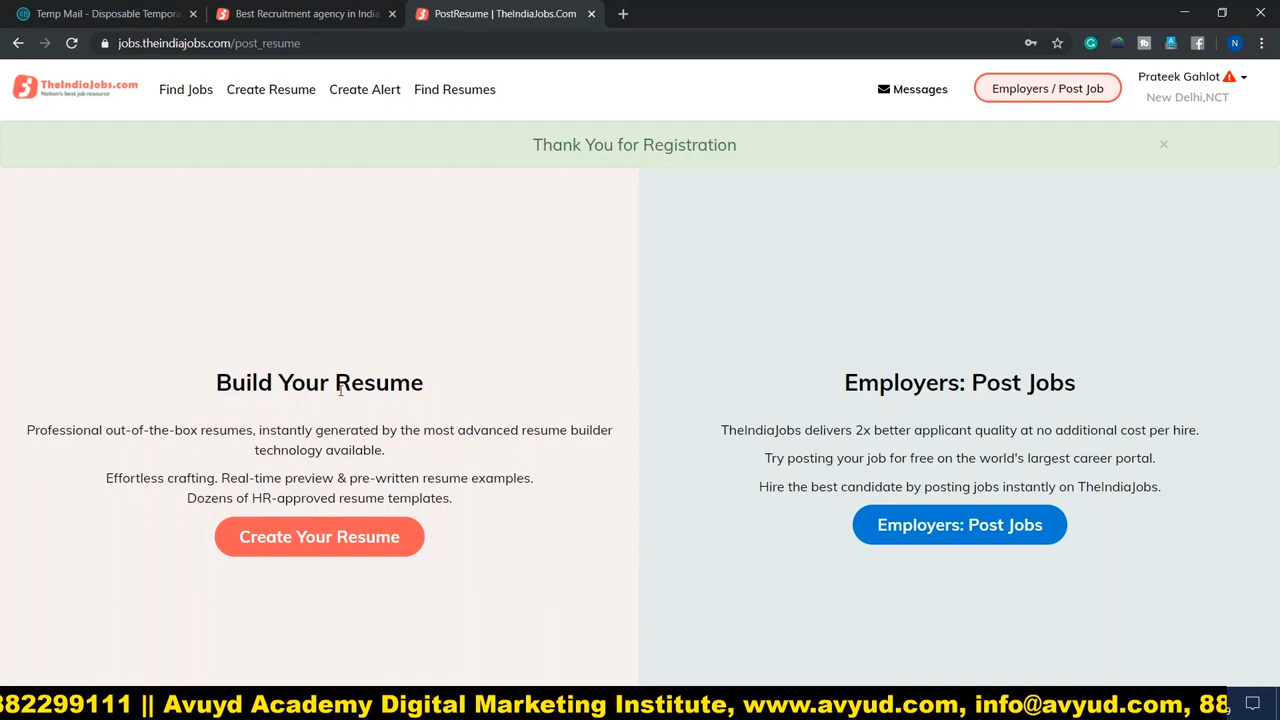 Temp Mail - Disposable Tempora
Best Recruitment agency in India
PostResume | TheIndiaJobs.Com
jobs.theindiajobs.com/post_resume
N
TheIndiaJobs.com
Nation's best job resource
Find Jobs
Create Resume
Create Alert
Find Resumes
Messages
Employers / Post Job
Prateek Gahlot
New Delhi,NCT
Thank You for Registration
Build Your Resume
Professional out-of-the-box resumes, instantly generated by the most advanced resume builder
technology available.
Effortless crafting. Real-time preview & pre-written resume examples.
Dozens of HR-approved resume templates.
Create Your Resume
Employers: Post Jobs
TheIndiaJobs delivers 2x better applicant quality at no additional cost per hire.
Try posting your job for free on the world's largest career portal.
Hire the best candidate by posting jobs instantly on TheIndiaJobs.
Employers: Post Jobs
382299111 || Avuyd Academy Digital Marketing Institute, www.avyud.com, info@avyud.com, 88